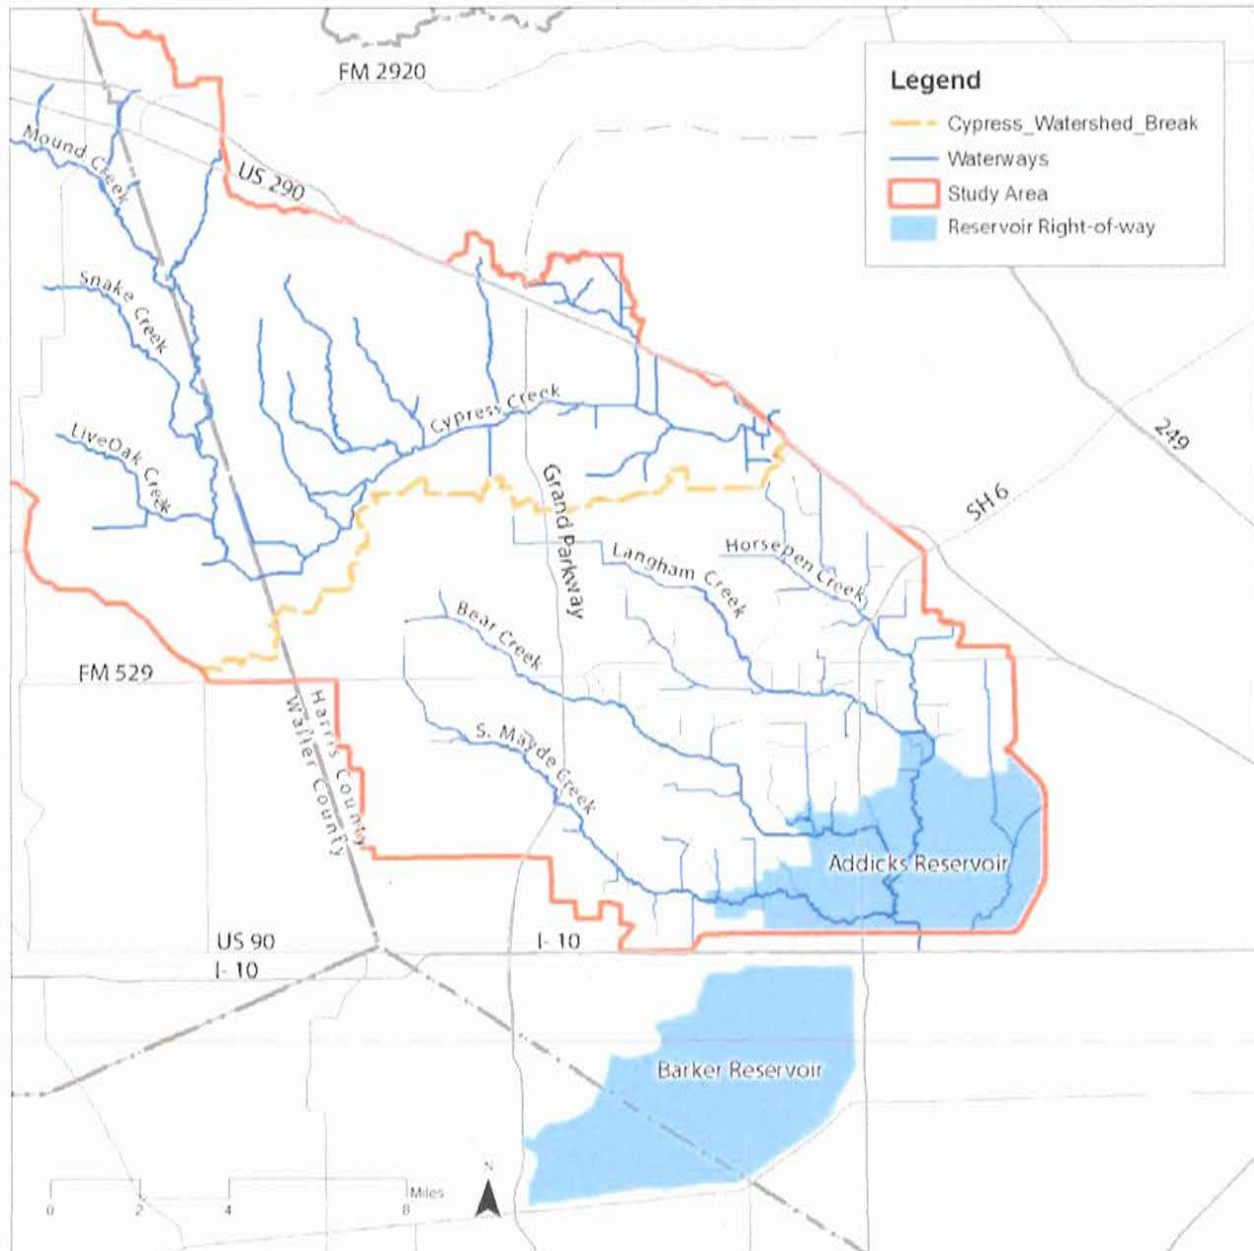 FM 2920
Legend
Cypress_Watershed_Break
Waterways
Study Area
Reservoir Right-of-way
Mound Creek
US 290
Snake Creek
Cypress Creek
LiveOak Creek
249
SH 6
Grand Parkway
Langham Creek
Horsepen Creek
Bear Creek
FM 529
Harris County
Waller County
S. Mayde Creek
Addicks Reservoir
US 90
I- 10
I- 10
Barker Reservoir
N
Miles
0 2 4 8